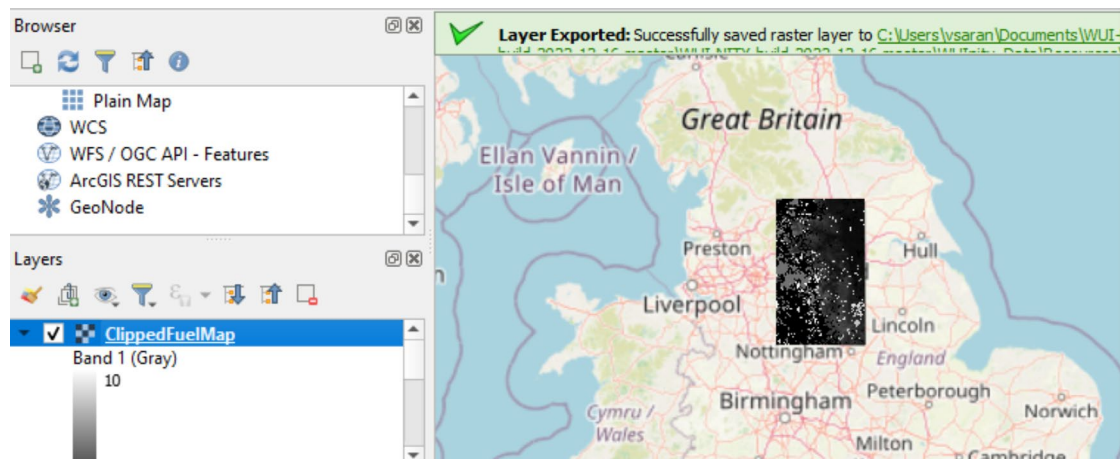 Browser
Plain Map
WCS
WFS / OGC API - Features
ArcGIS REST Servers
GeoNode
Layers
ClippedFuelMap
Band 1 (Gray)
10
Layer Exported: Successfully saved raster layer to C:\Users\vsaran\Documents\WUI-
Great Britain
Ellan Vannin /
Isle of Man
Preston
Hull
Liverpool
Lincoln
Nottingham
England
Birmingham
Peterborough
Norwich
Cymru /
Wales
Milton
Cambridge